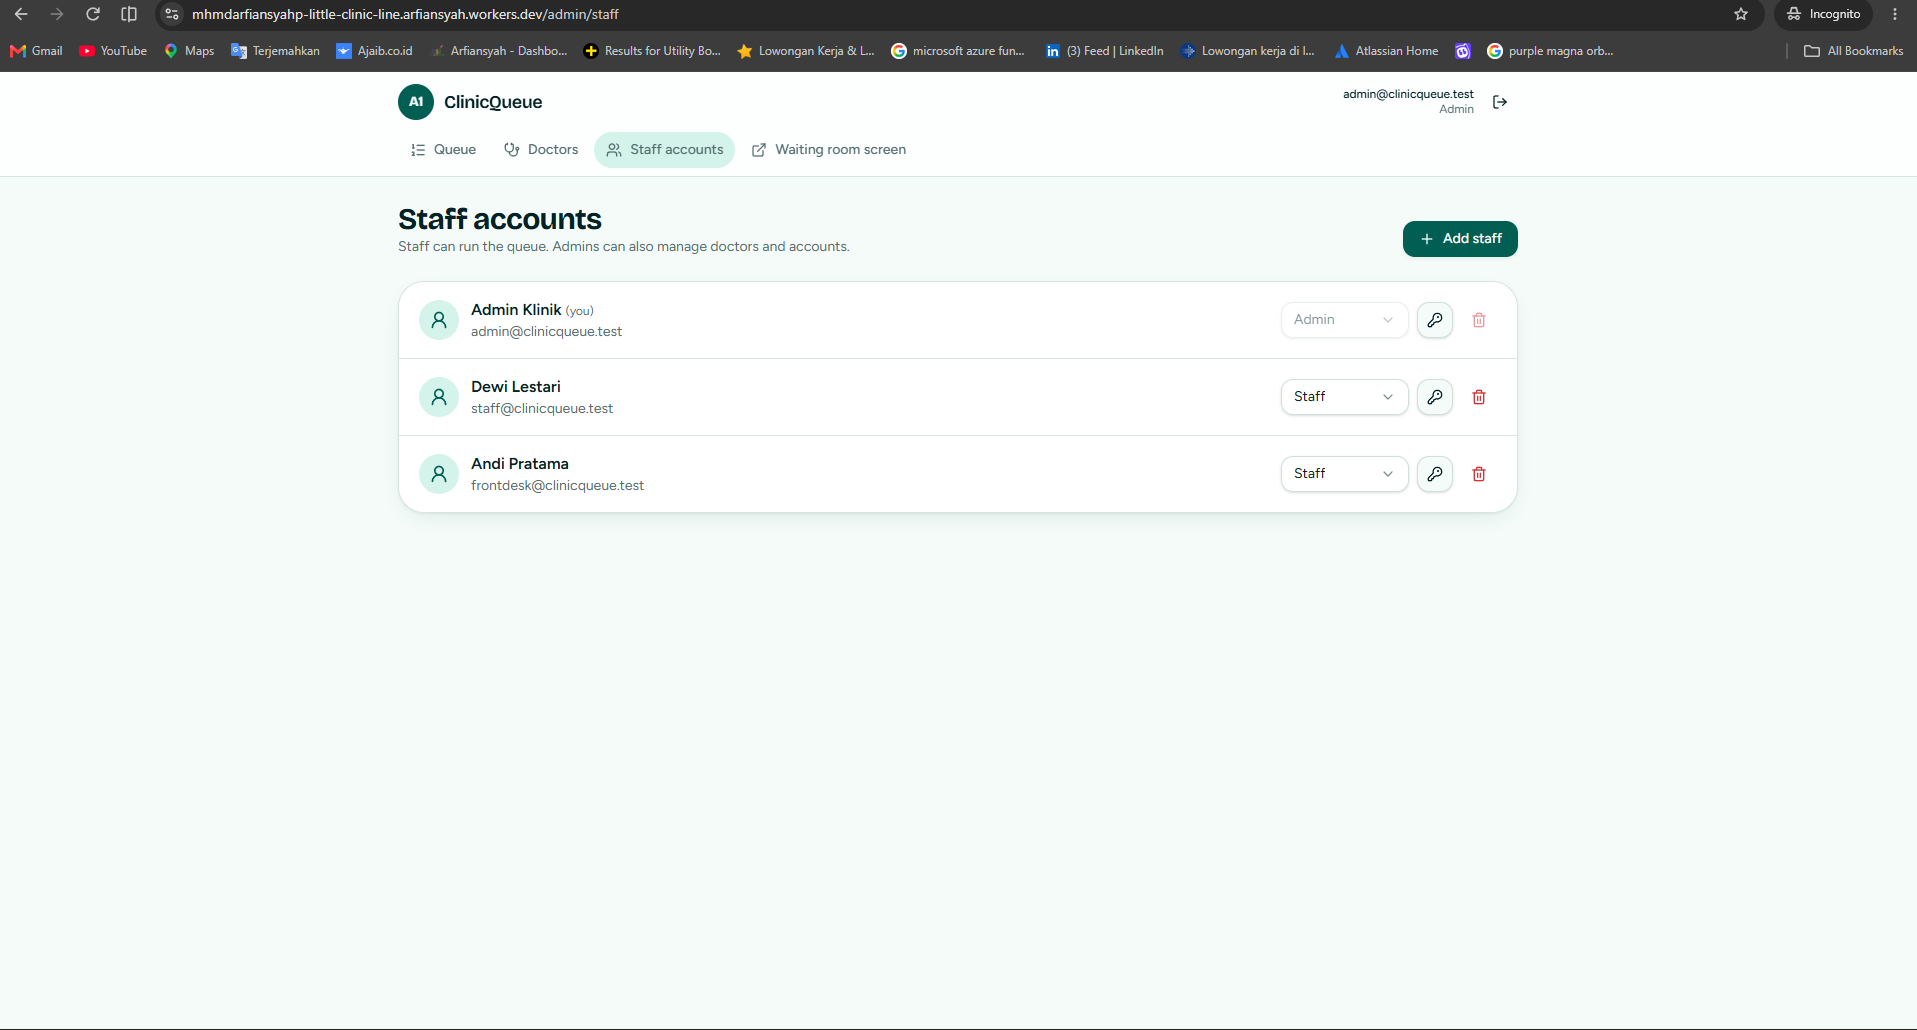 mhmdarfiansyahp-little-clinic-line.arfiansyah.workers.dev/admin/staff
Incognito
Gmail
YouTube
Maps
Terjemahkan
Ajaib.co.id
Arfiansyah - Dashbo...
Results for Utility Bo...
Lowongan Kerja & L...
microsoft azure fun...
(3) Feed | LinkedIn
Lowongan kerja di I...
Atlassian Home
purple magna orb...
All Bookmarks
A1
ClinicQueue
admin@clinicqueue.test
Admin
Queue
Doctors
Staff accounts
Waiting room screen
Staff accounts
Staff can run the queue. Admins can also manage doctors and accounts.
+ Add staff
Admin Klinik (you)
admin@clinicqueue.test
Admin
Dewi Lestari
staff@clinicqueue.test
Staff
Andi Pratama
frontdesk@clinicqueue.test
Staff